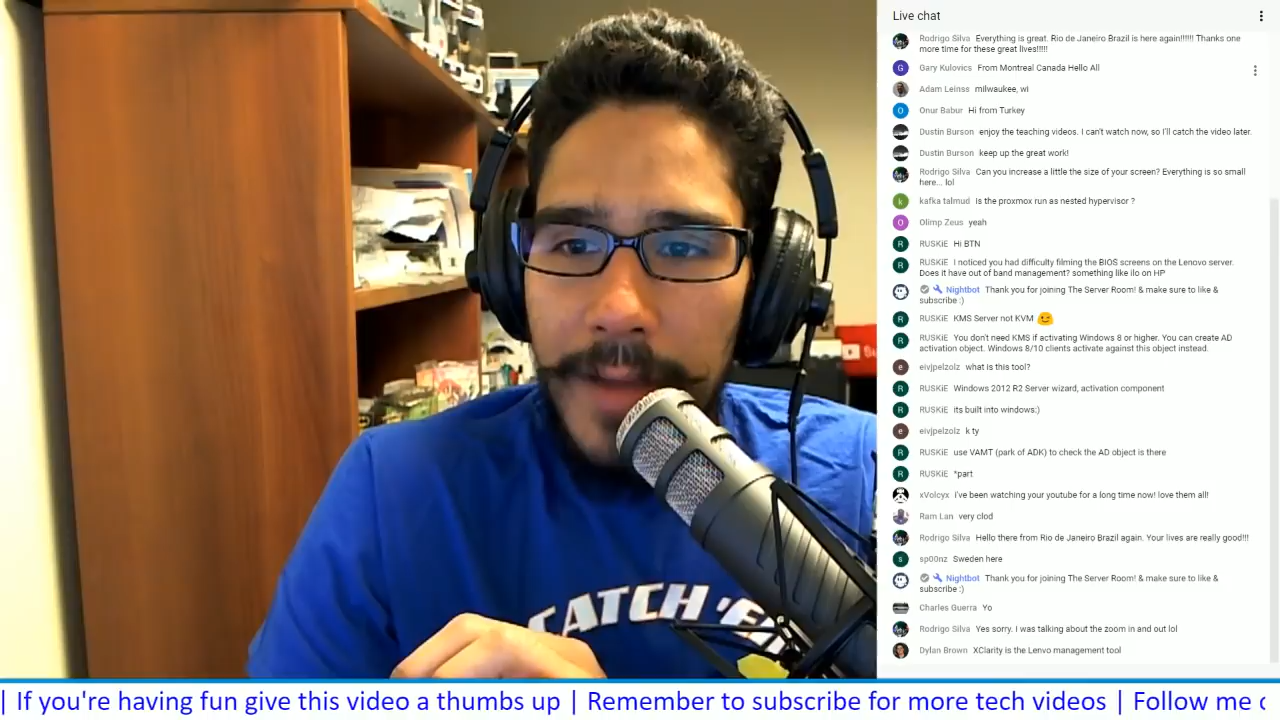 Live chat
Rodrigo Silva Everything is great. Rio de Janeiro Brazil is here again!!!!!! Thanks one
more time for these great lives!!!!!
G Gary Kulovics From Montreal Canada Hello All
Adam Leinss milwaukee, wi
O Onur Babur Hi from Turkey
Dustin Burson enjoy the teaching videos. I can't watch now, so I'll catch the video later.
Dustin Burson keep up the great work!
Rodrigo Silva Can you increase a little the size of your screen? Everything is so small
here... lol
k kafka talmud is the proxmox run as nested hypervisor ?
O Olimp Zeus yeah
R RUSKiE Hi BTN
R RUSKiE I noticed you had difficulty filming the BIOS screens on the Lenovo server.
Does it have out of band management? something like ilo on HP
Nightbot Thank you for joining The Server Room! & make sure to like &
subscribe :)
R RUSKiE KMS Server not KVM 😉
R RUSKiE You don't need KMS if activating Windows 8 or higher. You can create AD
activation object. Windows 8/10 clients activate against this object instead.
e eivjpelzolz what is this tool?
R RUSKiE Windows 2012 R2 Server wizard, activation component
R RUSKiE its built into windows:)
e eivjpelzolz k ty
R RUSKiE use VAMT (park of ADK) to check the AD object is there
R RUSKiE *part
xVolcyx i've been watching your youtube for a long time now! love them all!
Ram Lan very clod
Rodrigo Silva Hello there from Rio de Janeiro Brazil again. Your lives are really good!!!
s sp00nz Sweden here
Nightbot Thank you for joining The Server Room! & make sure to like &
subscribe :)
Charles Guerra Yo
Rodrigo Silva Yes sorry. I was talking about the zoom in and out lol
Dylan Brown XClarity is the Lenvo management tool
CATCH 'EM
| If you're having fun give this video a thumbs up | Remember to subscribe for more tech videos | Follow me